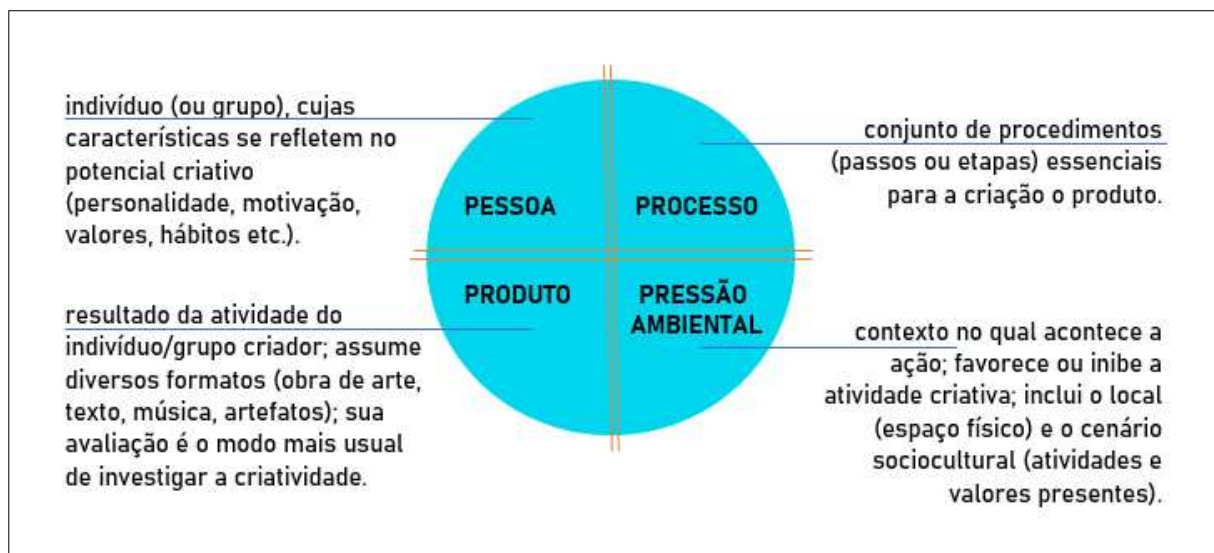 indivíduo (ou grupo), cujas
características se refletem no
potencial criativo
(personalidade, motivação,
valores, hábitos etc.).
PESSOA
PROCESSO
conjunto de procedimentos
(passos ou etapas) essenciais
para a criação o produto.
resultado da atividade do
indivíduo/grupo criador; assume
diversos formatos (obra de arte,
texto, música, artefatos); sua
avaliação é o modo mais usual
de investigar a criatividade.
PRODUTO
PRESSÃO
AMBIENTAL
contexto no qual acontece a
ação; favorece ou inibe a
atividade criativa; inclui o local
(espaço físico) e o cenário
sociocultural (atividades e
valores presentes).